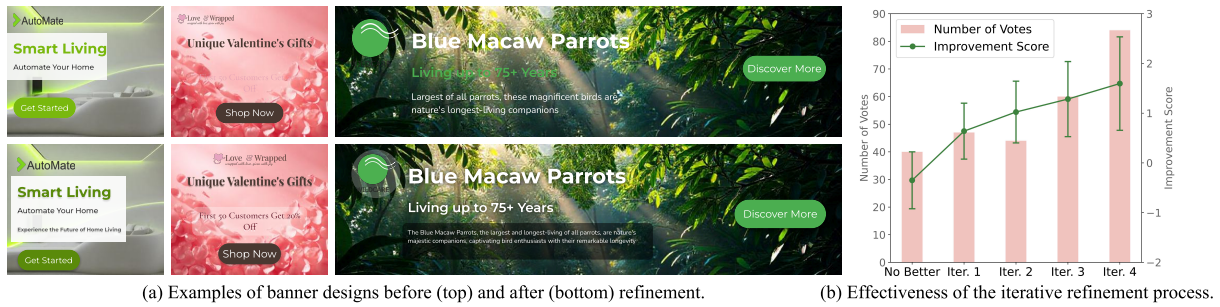 AutoMate
Smart Living
Automate Your Home
Get Started
Love & Wrapped
Unique Valentine's Gifts
Off
Shop Now
Blue Macaw Parrots
Living up to 75+ Years
Largest of all parrots, these magnificent birds are
nature's longest-living companions
Discover More
AutoMate
Smart Living
Automate Your Home
Experience the Future of Home Living
Get Started
Love & Wrapped
Unique Valentine's Gifts
First 50 Customers Get 20%
Off
Shop Now
Blue Macaw Parrots
Living up to 75+ Years
The Blue Macaw Parrots, the largest and longest-living of all parrots, are nature's
majestic companions, captivating bird enthusiasts with their remarkable longevity
Discover More
(a) Examples of banner designs before (top) and after (bottom) refinement.
Number of Votes
Improvement Score
90
80
70
60
50
40
30
20
10
0
Number of Votes
3
2
1
0
−1
−2
Improvement Score
No Better Iter. 1 Iter. 2 Iter. 3 Iter. 4
(b) Effectiveness of the iterative refinement process.